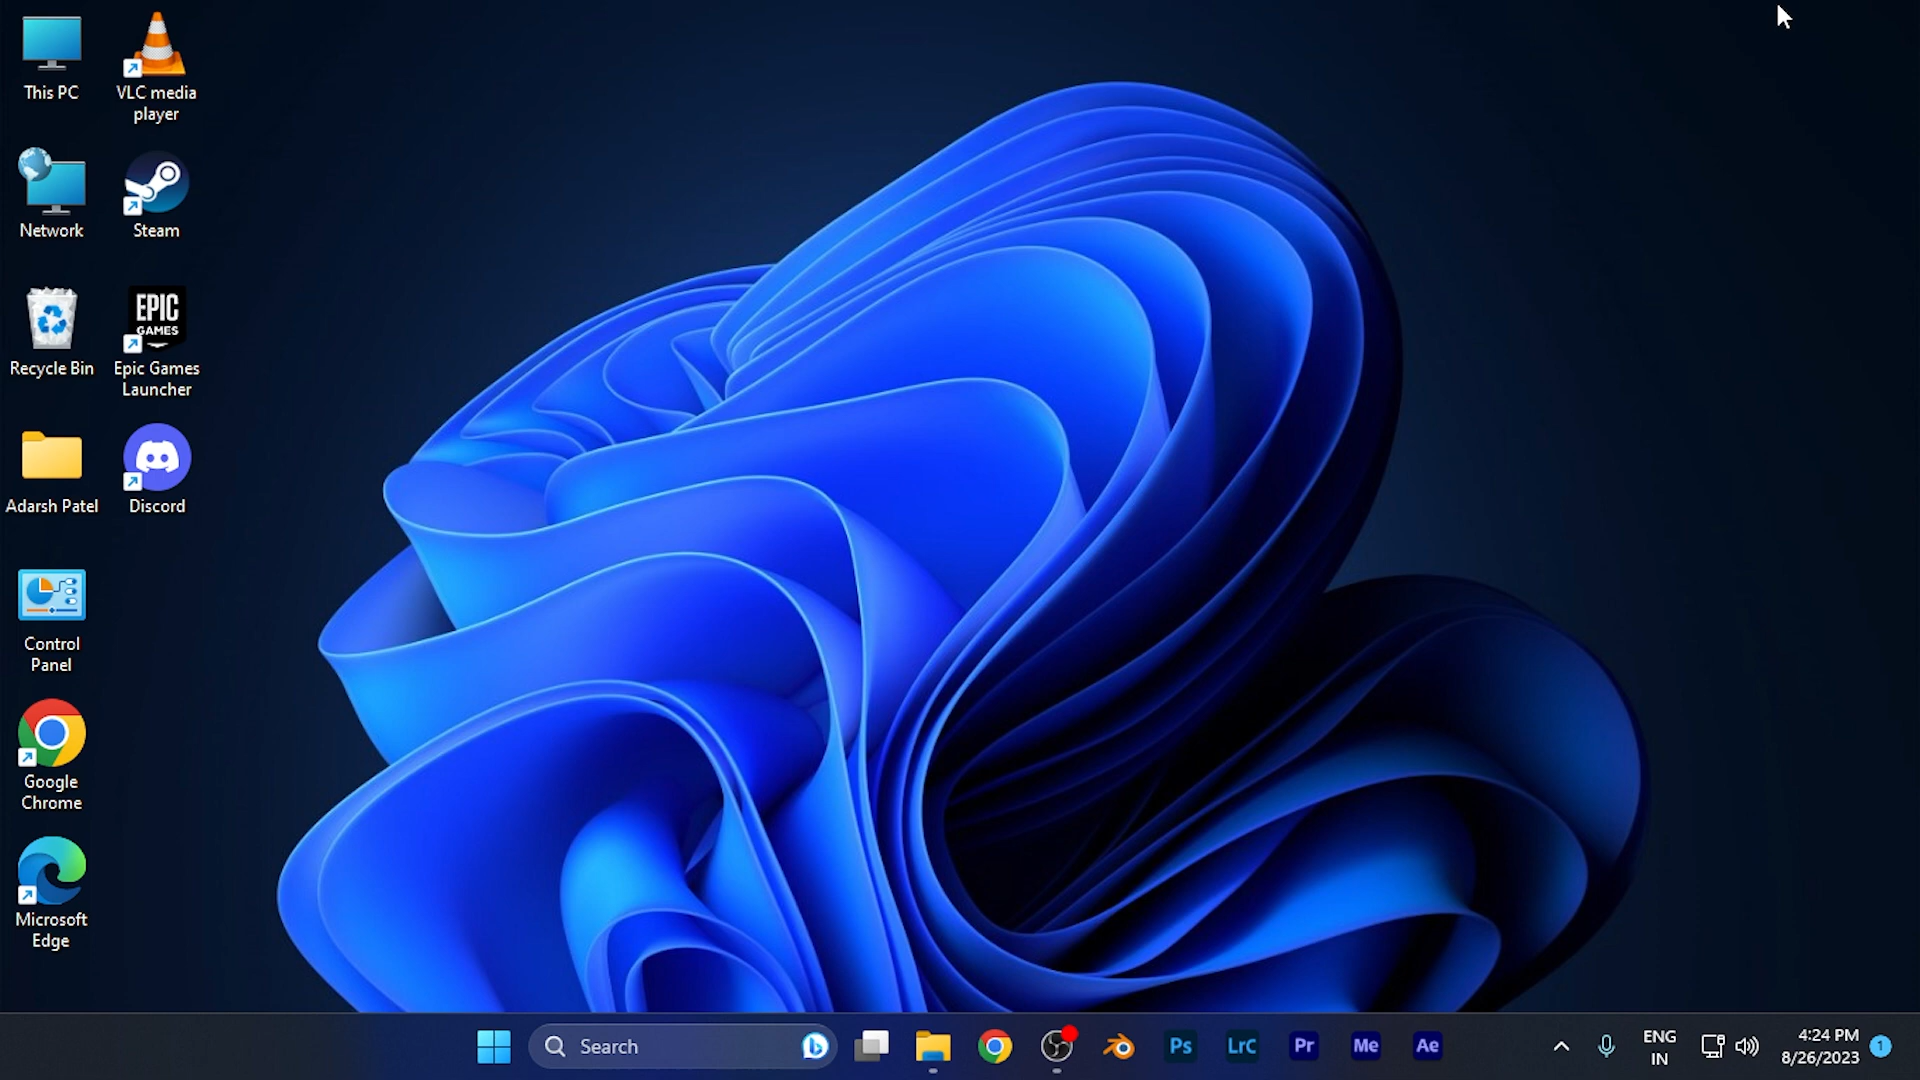 This PC
VLC media
player
Network
Steam
Recycle Bin
EPIC
GAMES
Epic Games
Launcher
Adarsh Patel
Discord
Control
Panel
Google
Chrome
Microsoft
Edge
Search
Ps
LrC
Pr
Me
Ae
ENG
IN
4:24 PM
8/26/2023
1